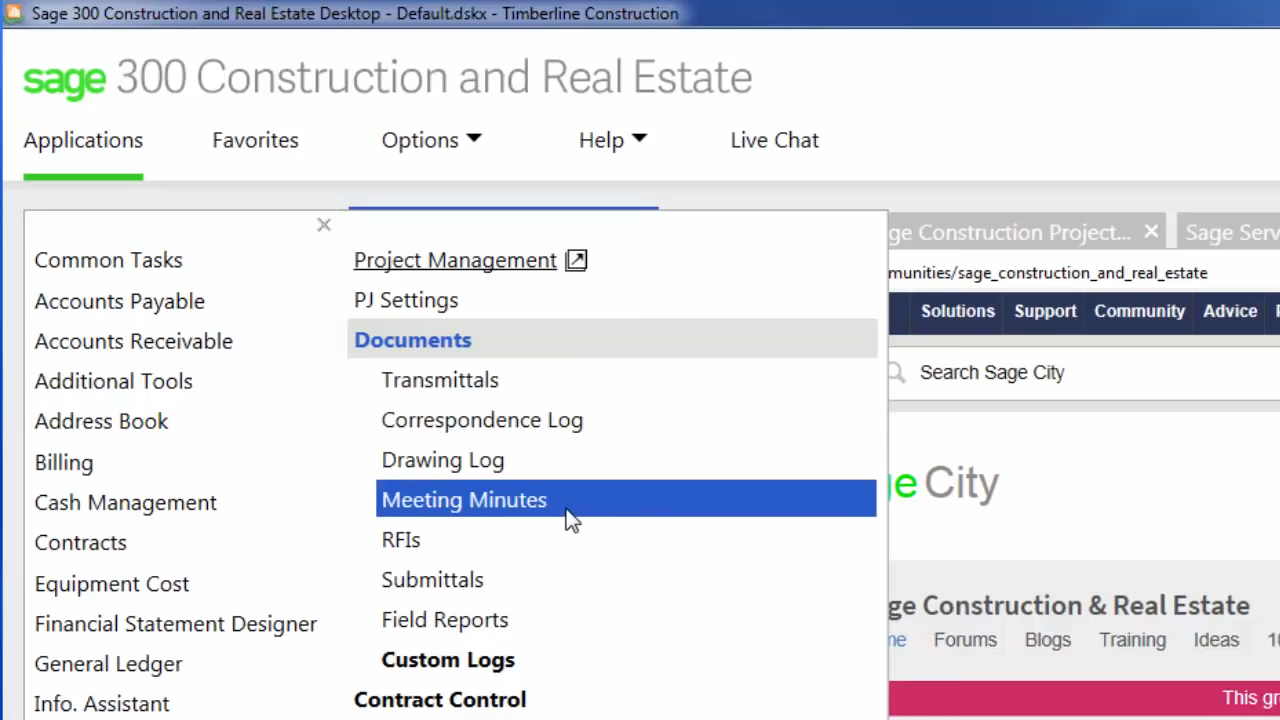 Sage 300 Construction and Real Estate Desktop - Default.dskx - Timberline Construction
sage 300 Construction and Real Estate
Applications
Favorites
Options
Help
Live Chat
Common Tasks
Accounts Payable
Accounts Receivable
Additional Tools
Address Book
Billing
Cash Management
Contracts
Equipment Cost
Financial Statement Designer
General Ledger
Info. Assistant
Project Management
PJ Settings
Documents
Transmittals
Correspondence Log
Drawing Log
Meeting Minutes
RFIs
Submittals
Field Reports
Custom Logs
Contract Control
ge Construction Project...
Sage Serv
munities/sage_construction_and_real_estate
Solutions
Support
Community
Advice
Search Sage City
ge City
ge Construction & Real Estate
me
Forums
Blogs
Training
Ideas
This gr